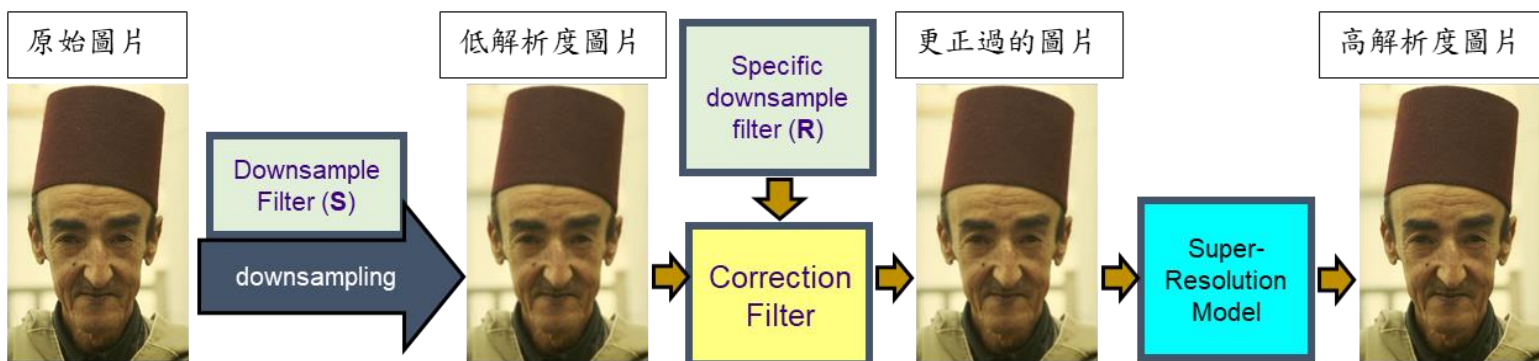 原始圖片
低解析度圖片
更正過的圖片
高解析度圖片
Downsample
Filter (S)
downsampling
Specific
downsample
filter (R)
Correction
Filter
Super-
Resolution
Model